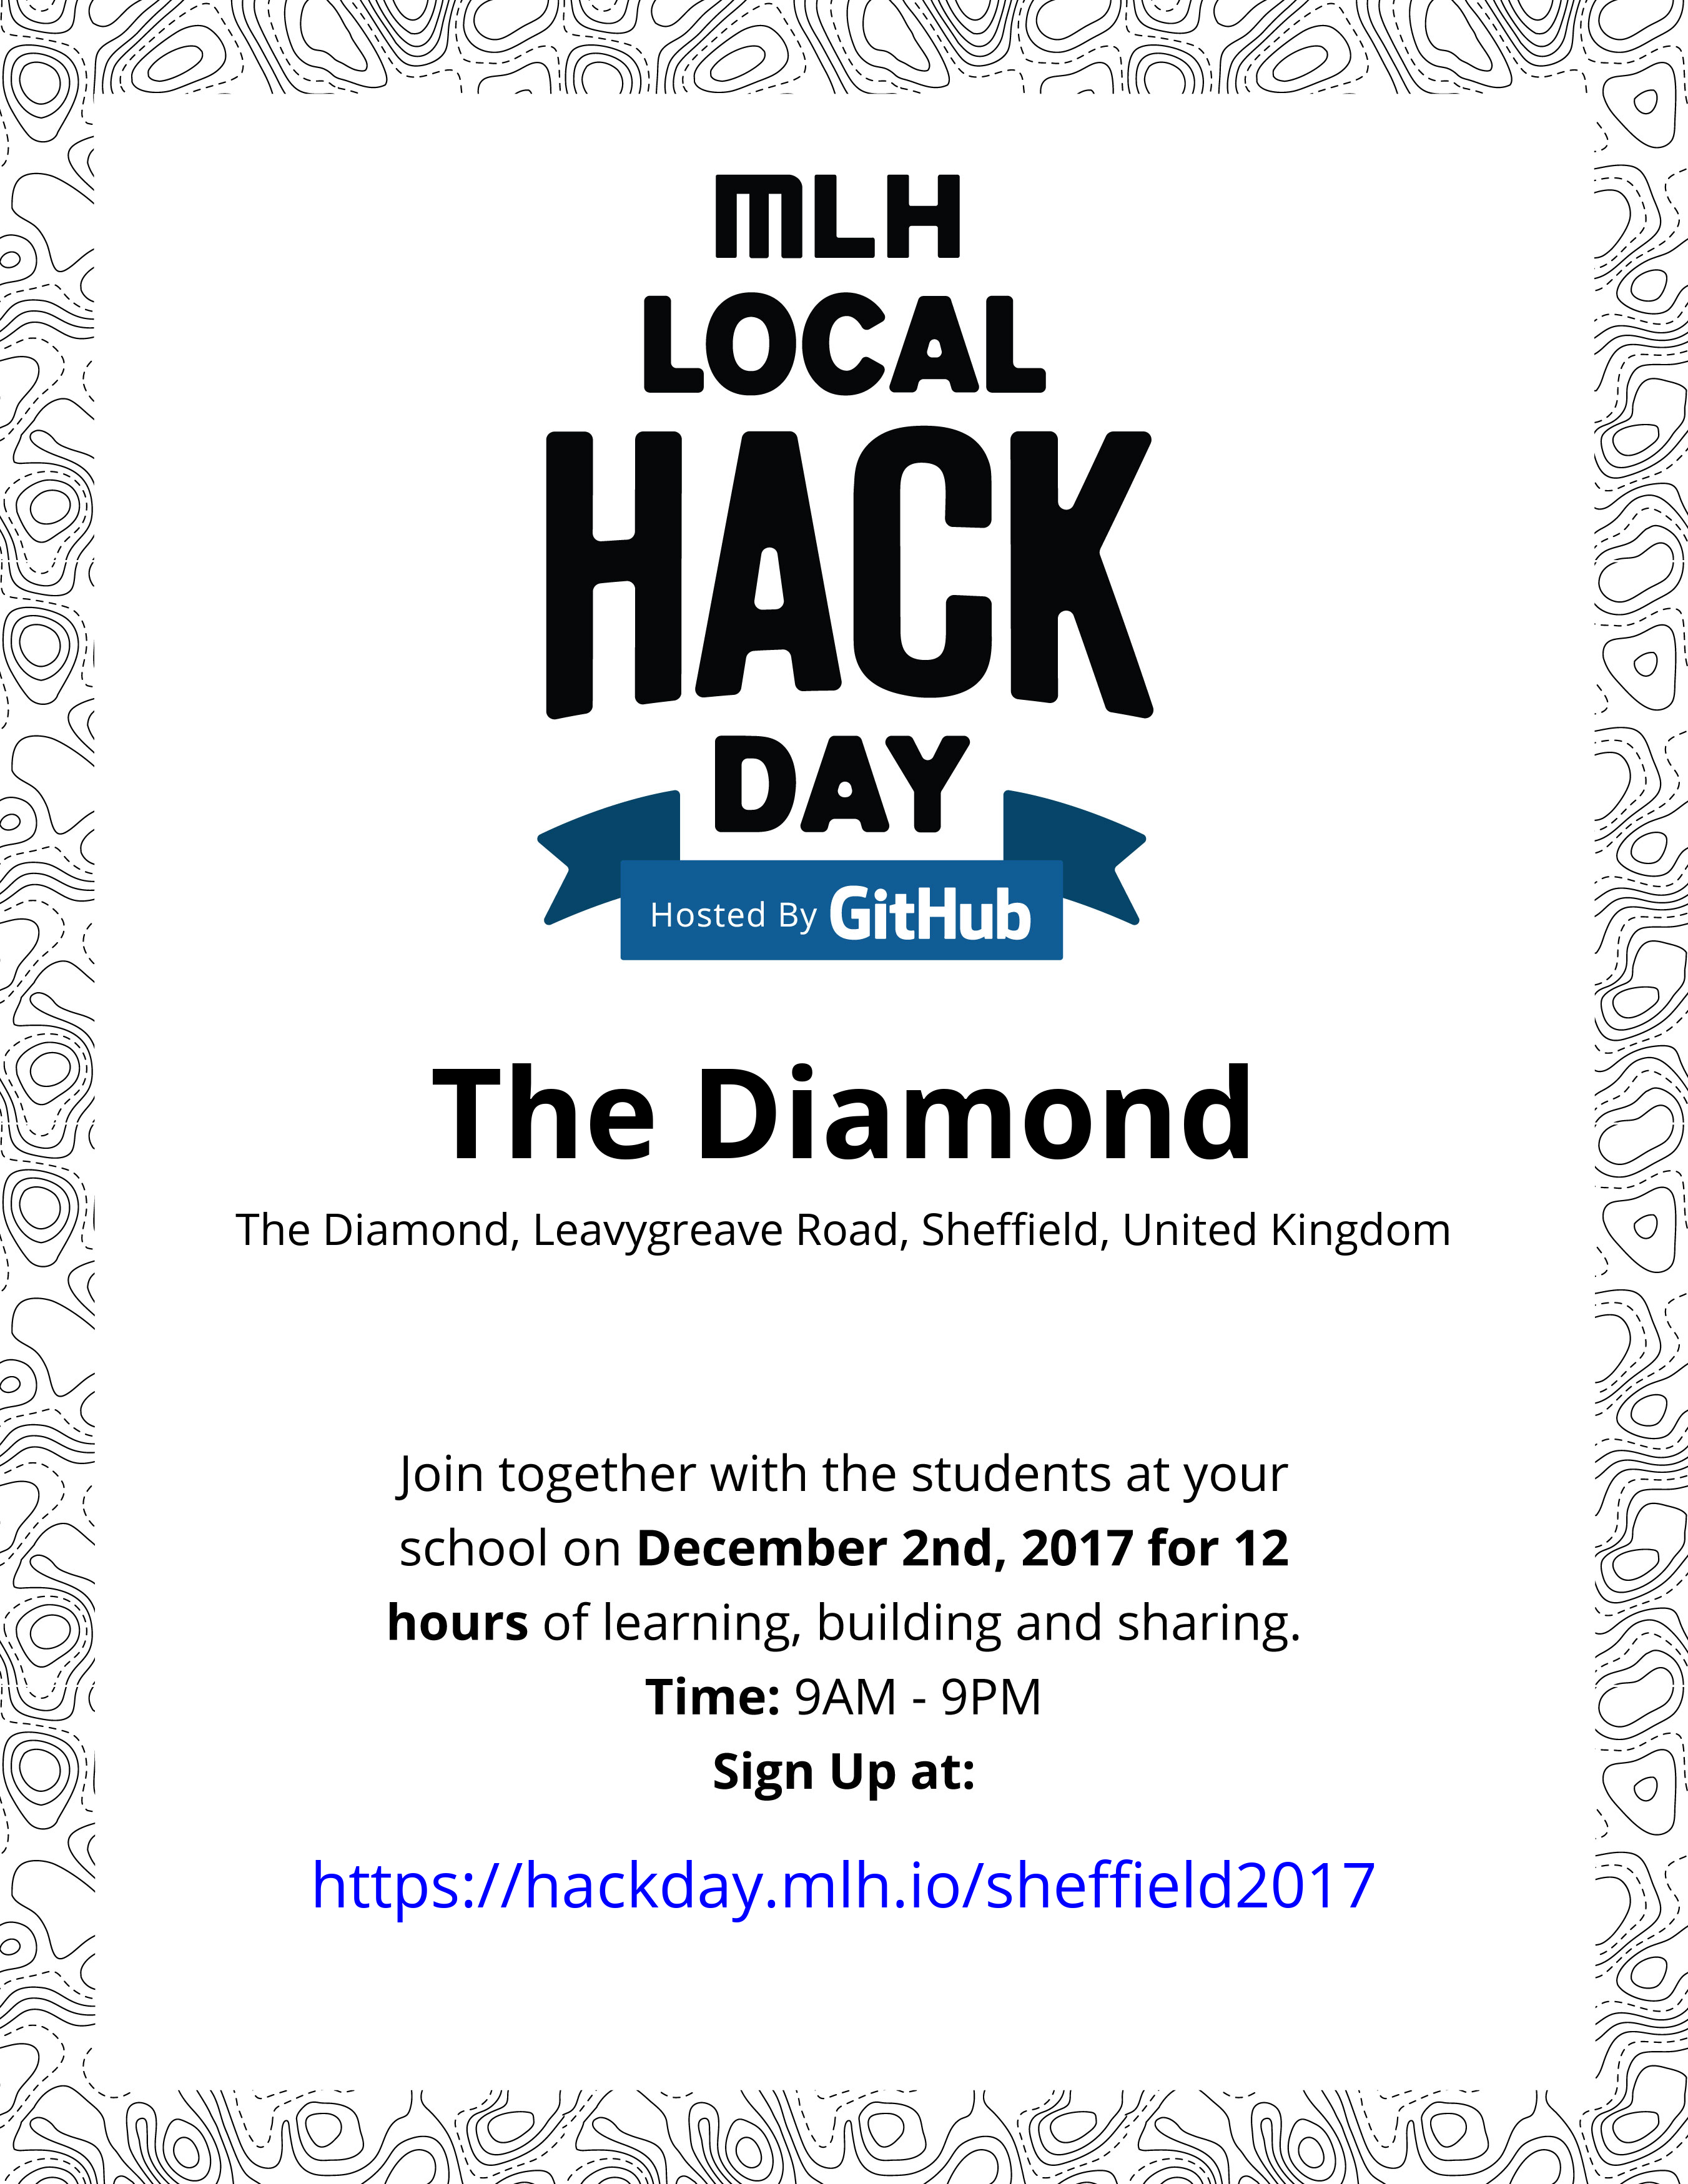 MLH
LOCAL
HACK
DAY
Hosted By GitHub
The Diamond
The Diamond, Leavygreave Road, Sheffield, United Kingdom
Join together with the students at your
school on December 2nd, 2017 for 12
hours of learning, building and sharing.
Time: 9AM - 9PM
Sign Up at:
https://hackday.mlh.io/sheffield2017